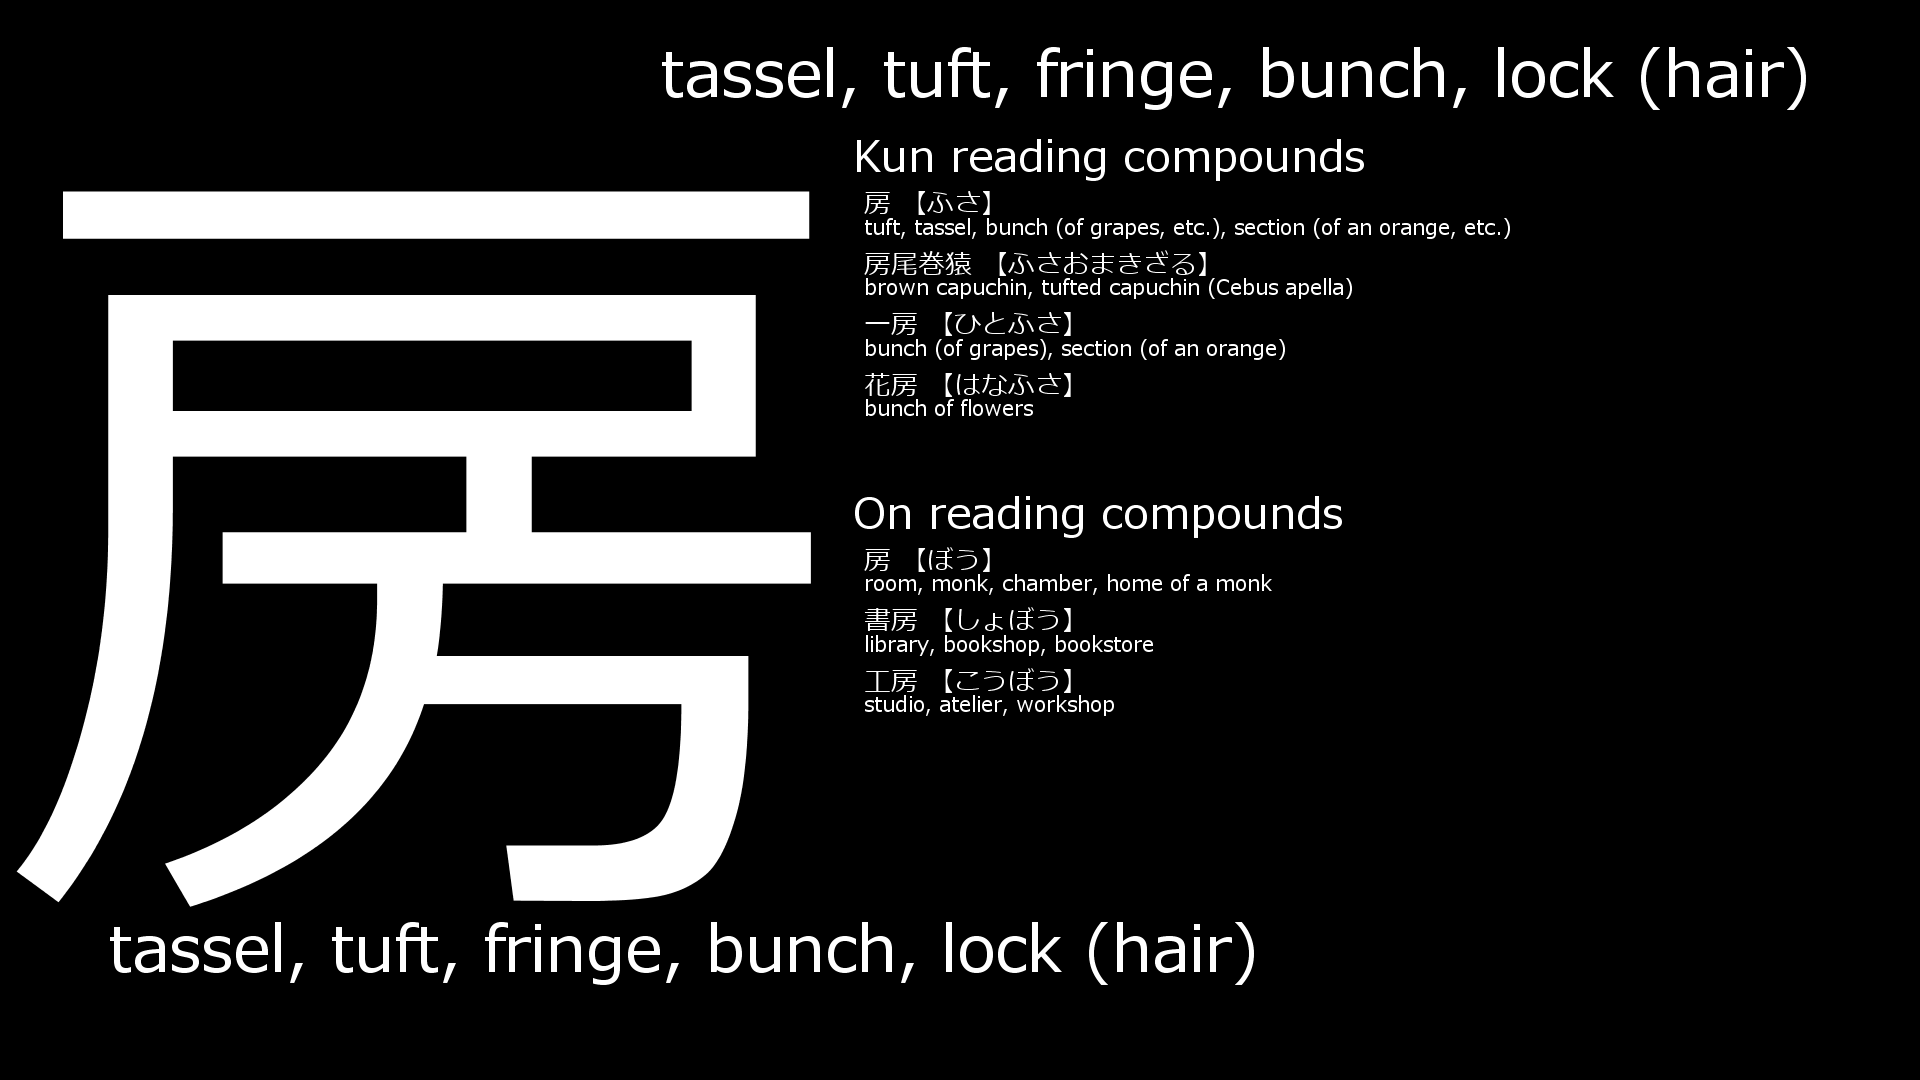 tassel, tuft, fringe, bunch, lock (hair)
房
Kun reading compounds
房 【ふさ】
tuft, tassel, bunch (of grapes, etc.), section (of an orange, etc.)
房尾巻猿 【ふさおまきざる】
brown capuchin, tufted capuchin (Cebus apella)
一房 【ひとふさ】
bunch (of grapes), section (of an orange)
花房 【はなふさ】
bunch of flowers
On reading compounds
房 【ぼう】
room, monk, chamber, home of a monk
書房 【しょぼう】
library, bookshop, bookstore
工房 【こうぼう】
studio, atelier, workshop
tassel, tuft, fringe, bunch, lock (hair)